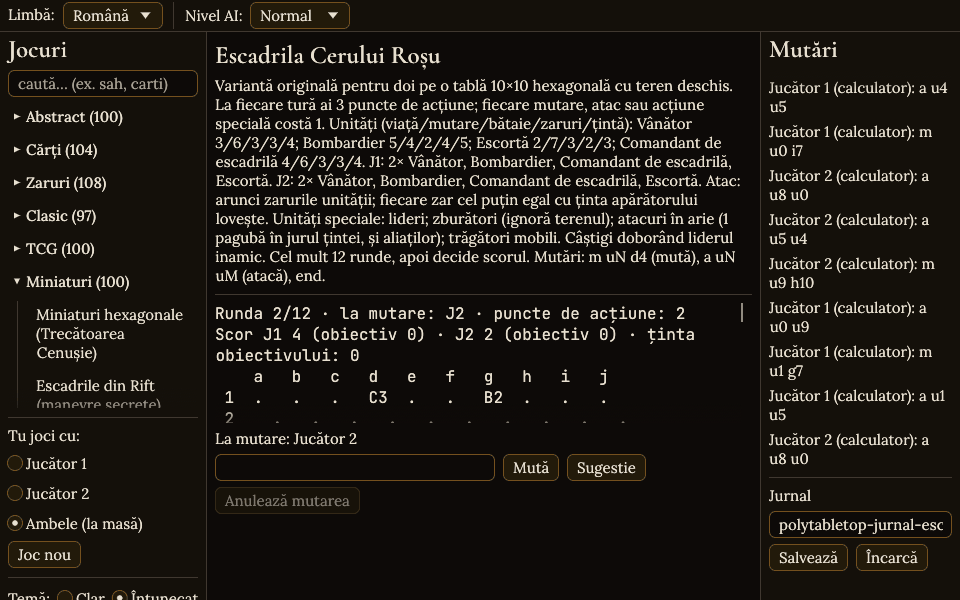 Limbă: Română ▼ Nivel AI: Normal ▼
Jocuri
caută... (ex. sah, carti)
▸ Abstract (100)
▸ Cărți (104)
▸ Zaruri (108)
▸ Clasic (97)
▸ TCG (100)
▾ Miniaturi (100)
Miniaturi hexagonale
(Trecătoarea
Cenușie)
Escadrile din Rift
(manevre secrete)
Tu joci cu:
Jucător 1
Jucător 2
Ambele (la masă)
Joc nou
Temă: Clar Întunecat
Escadrila Cerului Roșu
Variantă originală pentru doi pe o tablă 10×10 hexagonală cu teren deschis.
La fiecare tură ai 3 puncte de acțiune; fiecare mutare, atac sau acțiune
specială costă 1. Unități (viață/mutare/bătaie/zaruri/țintă): Vânător
3/6/3/3/4; Bombardier 5/4/2/4/5; Escortă 2/7/3/2/3; Comandant de
escadrilă 4/6/3/3/4. J1: 2× Vânător, Bombardier, Comandant de escadrilă,
Escortă. J2: 2× Vânător, Bombardier, Comandant de escadrilă, Escortă. Atac:
arunci zarurile unității; fiecare zar cel puțin egal cu ținta apărătorului
lovește. Unități speciale: lideri; zburători (ignoră terenul); atacuri în arie (1
pagubă în jurul țintei, și aliaților); trăgători mobili. Câștigi doborând liderul
inamic. Cel mult 12 runde, apoi decide scorul. Mutări: m uN d4 (mută), a uN
uM (atacă), end.
Runda 2/12 · la mutare: J2 · puncte de acțiune: 2
Scor J1 4 (obiectiv 0) · J2 2 (obiectiv 0) · ținta
obiectivului: 0
a b c d e f g h i j
1 . . . C3 . . B2 . . .
2 . . . . . . . . . .
La mutare: Jucător 2
Mută Sugestie
Anulează mutarea
Mutări
Jucător 1 (calculator): a u4
u5
Jucător 1 (calculator): m
u0 i7
Jucător 2 (calculator): a
u8 u0
Jucător 2 (calculator): a
u5 u4
Jucător 2 (calculator): m
u9 h10
Jucător 1 (calculator): a
u0 u9
Jucător 1 (calculator): m
u1 g7
Jucător 1 (calculator): a u1
u5
Jucător 2 (calculator): a
u8 u0
Jurnal
polytabletop-jurnal-esc
Salvează Încarcă